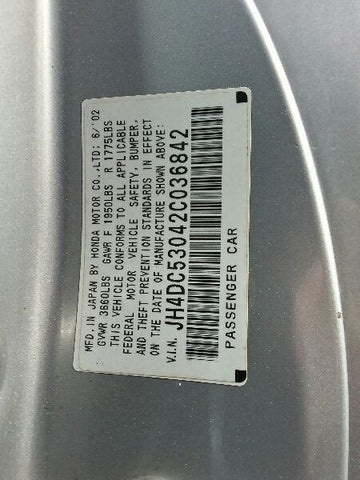 MFD. IN JAPAN BY HONDA MOTOR CO.,LTD; 6/'02
GVWR 3660LBS GAWR F 1950LBS R 1775LBS
THIS VEHICLE CONFORMS TO ALL APPLICABLE
FEDERAL MOTOR VEHICLE SAFETY, BUMPER,
AND THEFT PREVENTION STANDARDS IN EFFECT
ON THE DATE OF MANUFACTURE SHOWN ABOVE:
V.I.N. JH4DC53042C036842
PASSENGER CAR